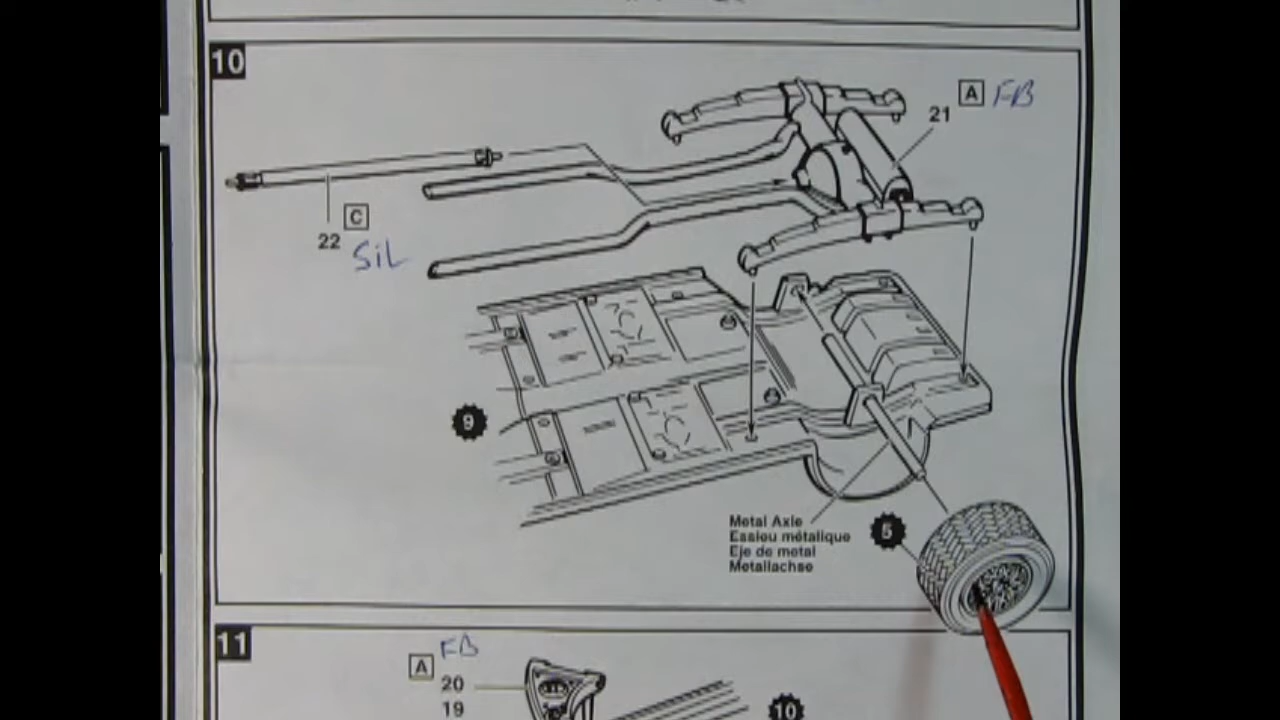 10
A FB
21
C
22
SiL
9
Metal Axle
Essieu métalique
Eje de metal
Metallachse
5
11
FB
A
20
19
10